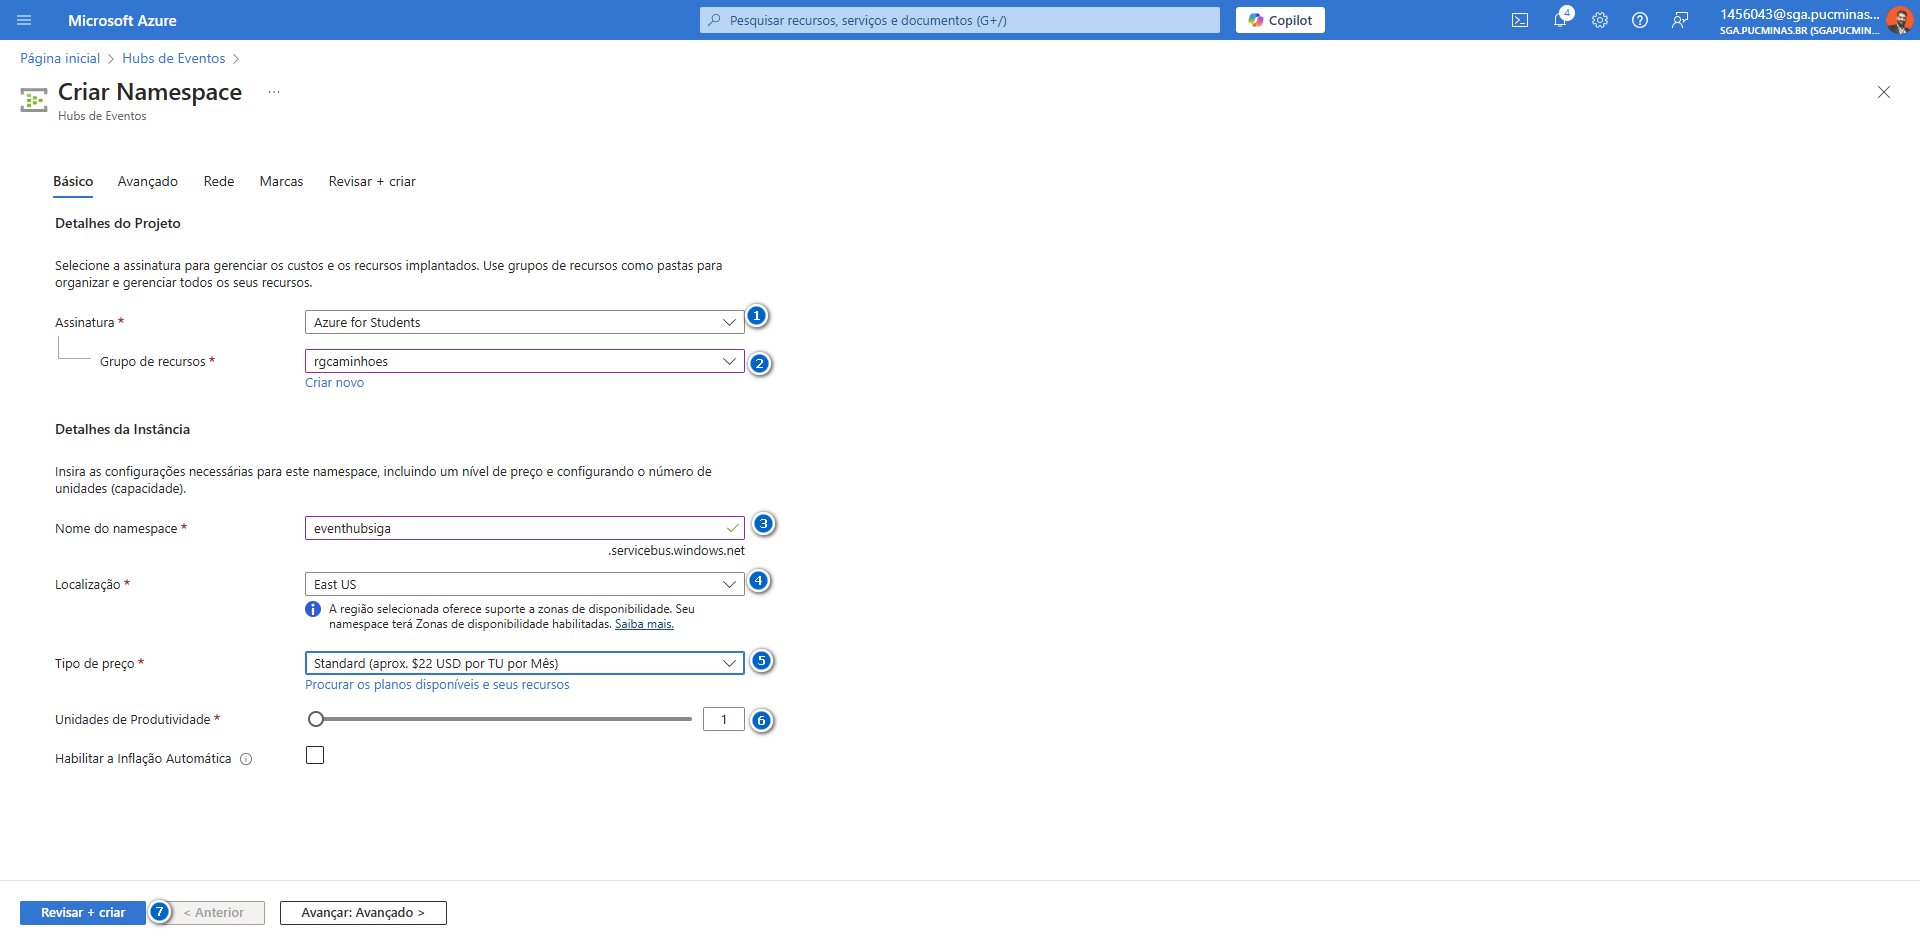 Microsoft Azure
Pesquisar recursos, serviços e documentos (G+/)
Copilot
4
1456043@sga.pucminas...
SGA.PUCMINAS.BR (SGAPUCMIN...
Página inicial > Hubs de Eventos >
Criar Namespace ...
Hubs de Eventos
Básico Avançado Rede Marcas Revisar + criar
Detalhes do Projeto
Selecione a assinatura para gerenciar os custos e os recursos implantados. Use grupos de recursos como pastas para
organizar e gerenciar todos os seus recursos.
Assinatura *
Azure for Students
1
Grupo de recursos *
rgcaminhoes
2
Criar novo
Detalhes da Instância
Insira as configurações necessárias para este namespace, incluindo um nível de preço e configurando o número de
unidades (capacidade).
Nome do namespace *
eventhubsiga
3
.servicebus.windows.net
Localização *
East US
4
A região selecionada oferece suporte a zonas de disponibilidade. Seu
namespace terá Zonas de disponibilidade habilitadas. Saiba mais.
Tipo de preço *
Standard (aprox. $22 USD por TU por Mês)
5
Procurar os planos disponíveis e seus recursos
Unidades de Produtividade *
1
6
Habilitar a Inflação Automática
Revisar + criar
7
< Anterior
Avançar: Avançado >